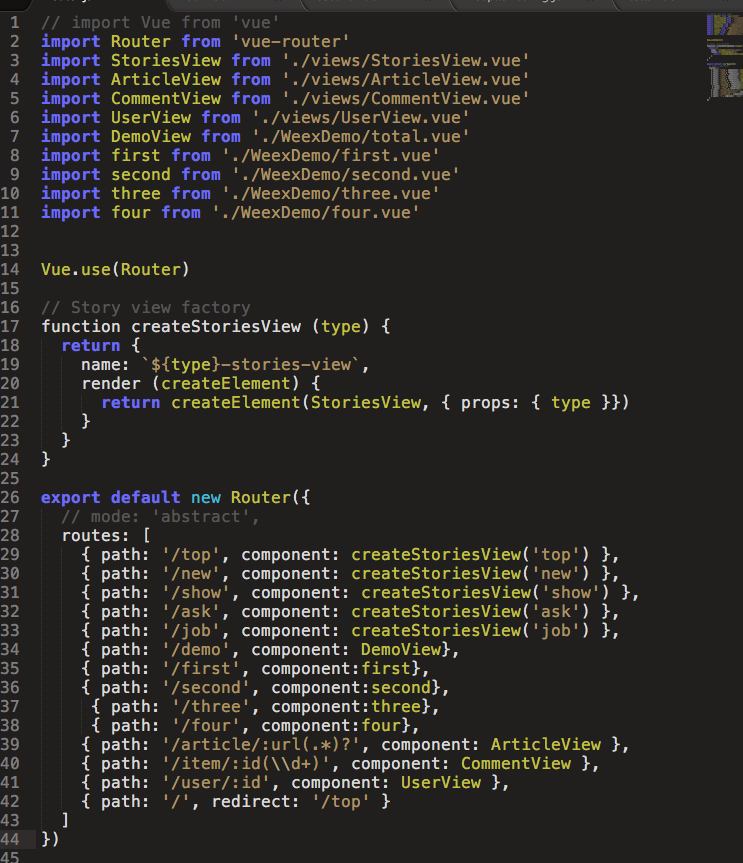 1 // import Vue from 'vue'
2 import Router from 'vue-router'
3 import StoriesView from './views/StoriesView.vue'
4 import ArticleView from './views/ArticleView.vue'
5 import CommentView from './views/CommentView.vue'
6 import UserView from './views/UserView.vue'
7 import DemoView from './WeexDemo/total.vue'
8 import first from './WeexDemo/first.vue'
9 import second from './WeexDemo/second.vue'
10 import three from './WeexDemo/three.vue'
11 import four from './WeexDemo/four.vue'
12
13
14 Vue.use(Router)
15
16 // Story view factory
17 function createStoriesView (type) {
18   return {
19     name: `${type}-stories-view`,
20     render (createElement) {
21       return createElement(StoriesView, { props: { type }})
22     }
23   }
24 }
25
26 export default new Router({
27   // mode: 'abstract',
28   routes: [
29     { path: '/top', component: createStoriesView('top') },
30     { path: '/new', component: createStoriesView('new') },
31     { path: '/show', component: createStoriesView('show') },
32     { path: '/ask', component: createStoriesView('ask') },
33     { path: '/job', component: createStoriesView('job') },
34     { path: '/demo', component: DemoView},
35     { path: '/first', component:first},
36     { path: '/second', component:second},
37      { path: '/three', component:three},
38      { path: '/four', component:four},
39     { path: '/article/:url(.*)?', component: ArticleView },
40     { path: '/item/:id(\\d+)', component: CommentView },
41     { path: '/user/:id', component: UserView },
42     { path: '/', redirect: '/top' }
43   ]
44 })
45